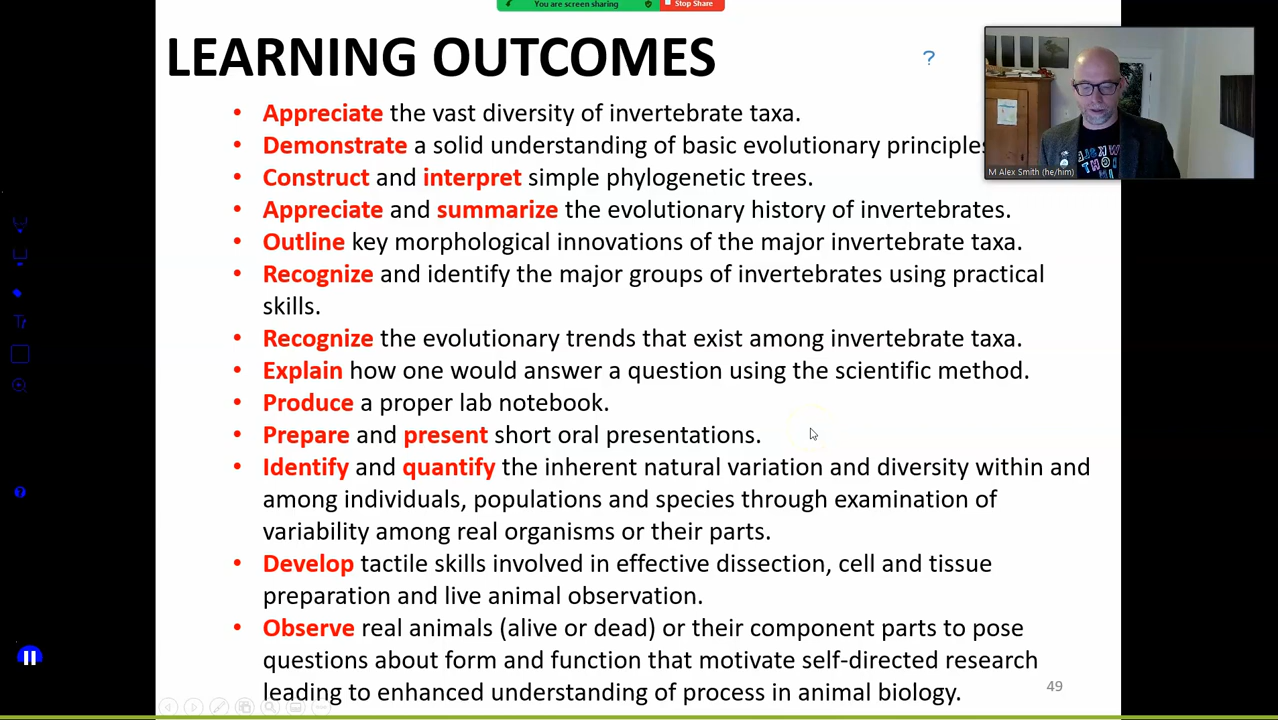 You are screen sharing Stop Share
LEARNING OUTCOMES
?
• Appreciate the vast diversity of invertebrate taxa.
• Demonstrate a solid understanding of basic evolutionary principles
• Construct and interpret simple phylogenetic trees.
M Alex Smith (he/him)
• Appreciate and summarize the evolutionary history of invertebrates.
• Outline key morphological innovations of the major invertebrate taxa.
• Recognize and identify the major groups of invertebrates using practical
skills.
• Recognize the evolutionary trends that exist among invertebrate taxa.
• Explain how one would answer a question using the scientific method.
• Produce a proper lab notebook.
• Prepare and present short oral presentations.
• Identify and quantify the inherent natural variation and diversity within and
among individuals, populations and species through examination of
variability among real organisms or their parts.
• Develop tactile skills involved in effective dissection, cell and tissue
preparation and live animal observation.
• Observe real animals (alive or dead) or their component parts to pose
questions about form and function that motivate self-directed research
leading to enhanced understanding of process in animal biology.
49